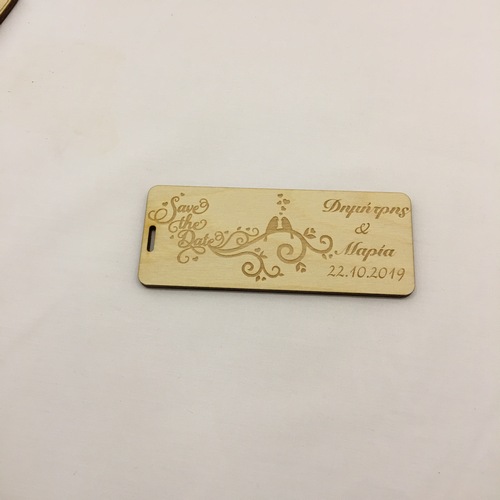 Save
the
Date
Δημήτρης
&
Μαρία
22.10.2019